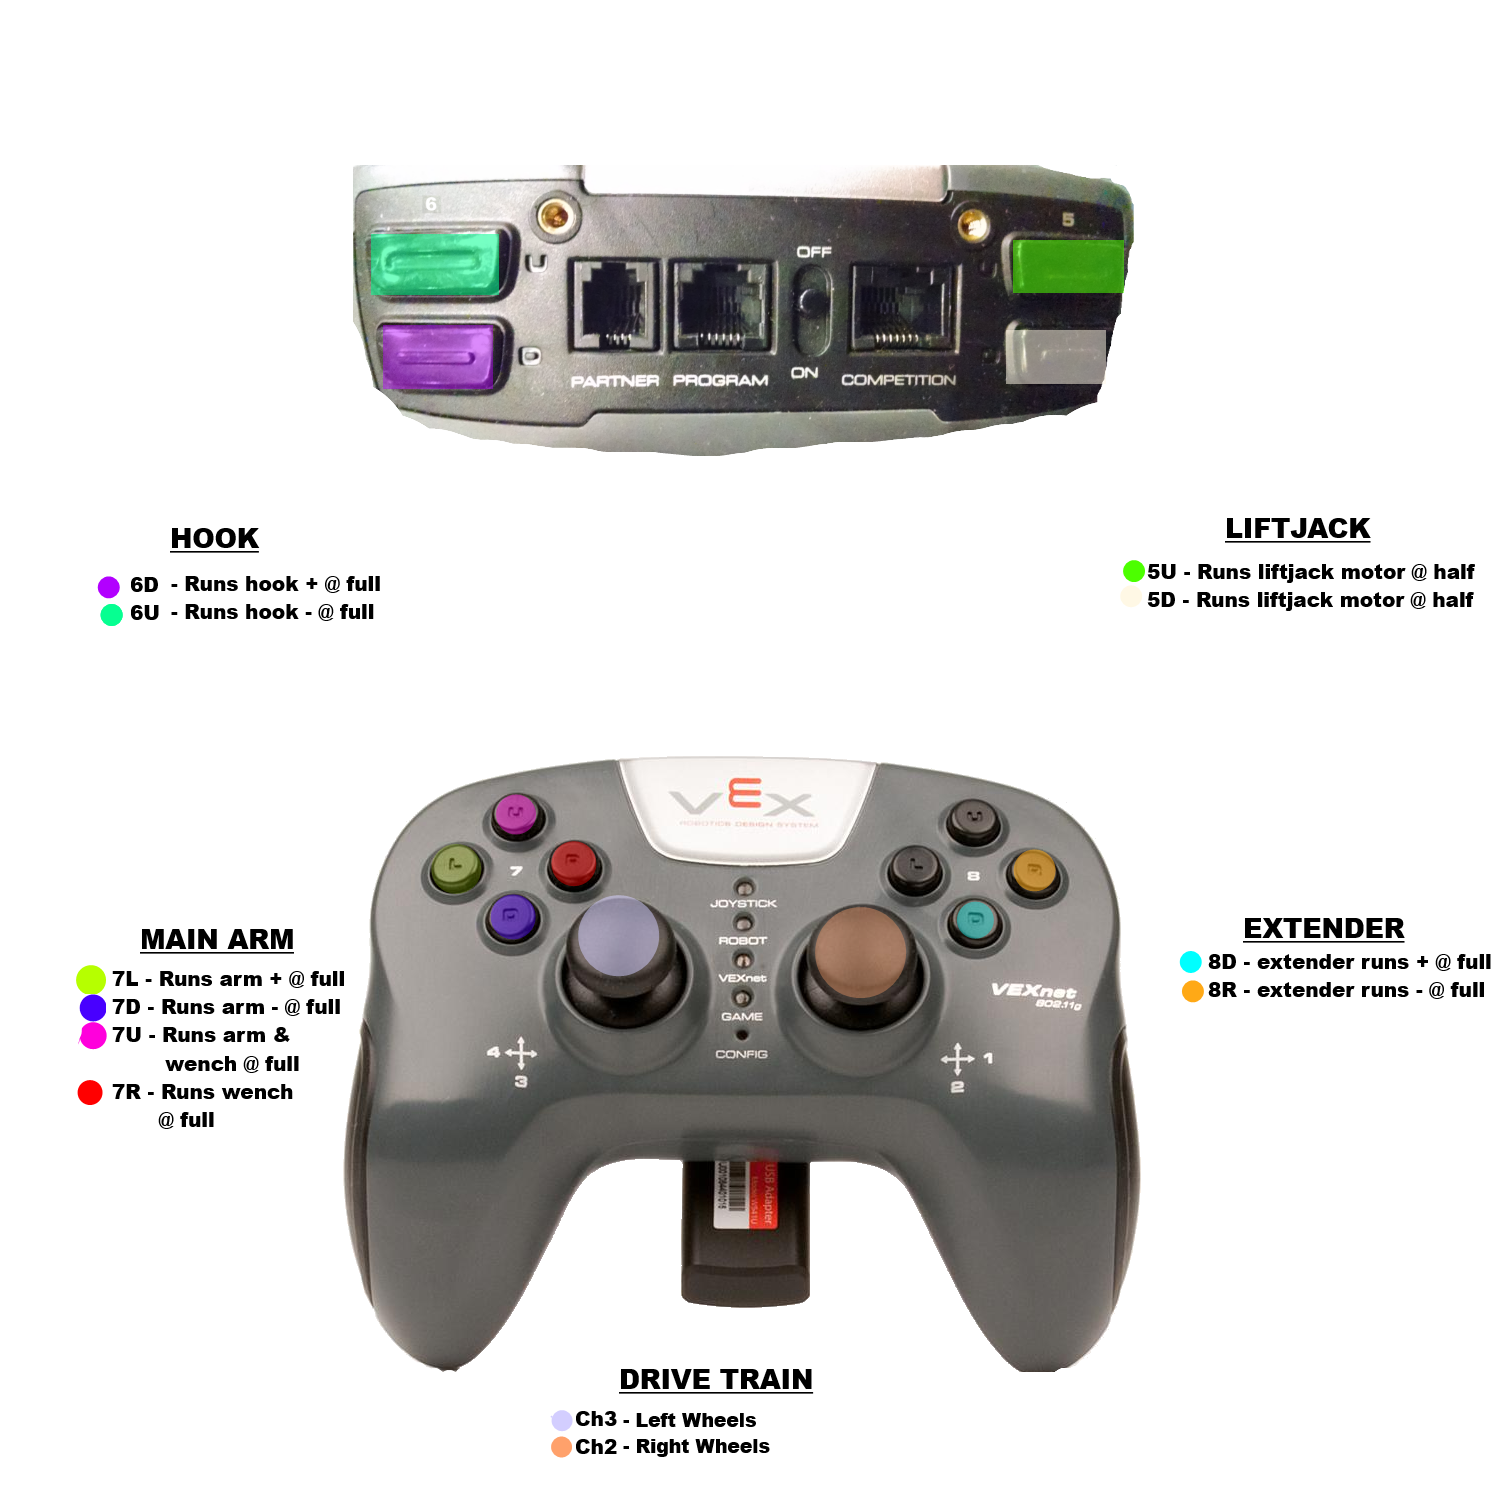 6
5
U
OFF
D
ON
PARTNER PROGRAM COMPETITION
HOOK
6D - Runs hook + @ full
6U - Runs hook - @ full
LIFTJACK
5U - Runs liftjack motor @ half
5D - Runs liftjack motor @ half
VEX
ROBOTICS DESIGN SYSTEM
U
L
7
R
D
U
L
8
R
D
JOYSTICK
ROBOT
VEXnet
GAME
CONFIG
VEXnet
802.11g
4
3
1
2
USB Adapter
MAIN ARM
7L - Runs arm + @ full
7D - Runs arm - @ full
7U - Runs arm &
wench @ full
7R - Runs wench
@ full
EXTENDER
8D - extender runs + @ full
8R - extender runs - @ full
DRIVE TRAIN
Ch3 - Left Wheels
Ch2 - Right Wheels